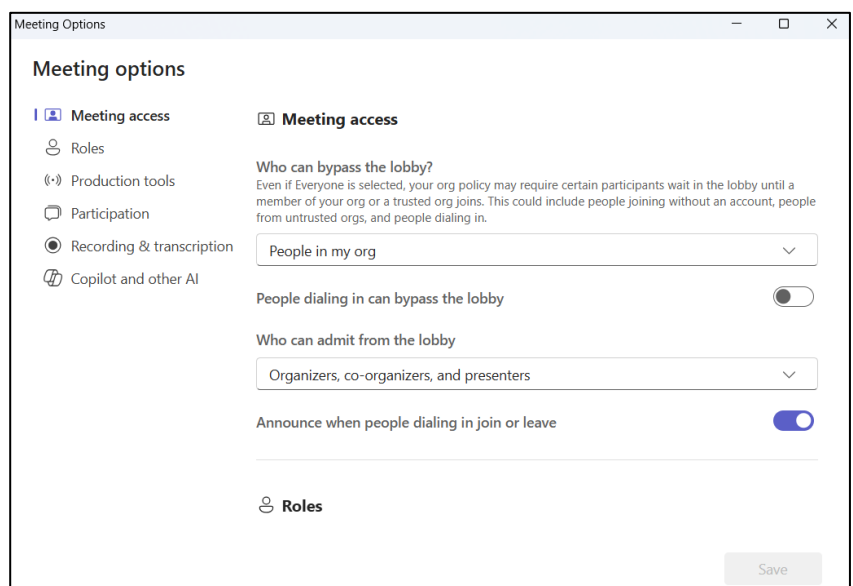 Meeting Options
Meeting options
Meeting access
Roles
Production tools
Participation
Recording & transcription
Copilot and other AI
Meeting access
Who can bypass the lobby?
Even if Everyone is selected, your org policy may require certain participants wait in the lobby until a
member of your org or a trusted org joins. This could include people joining without an account, people
from untrusted orgs, and people dialing in.
People in my org
People dialing in can bypass the lobby
Who can admit from the lobby
Organizers, co-organizers, and presenters
Announce when people dialing in join or leave
Roles
Save